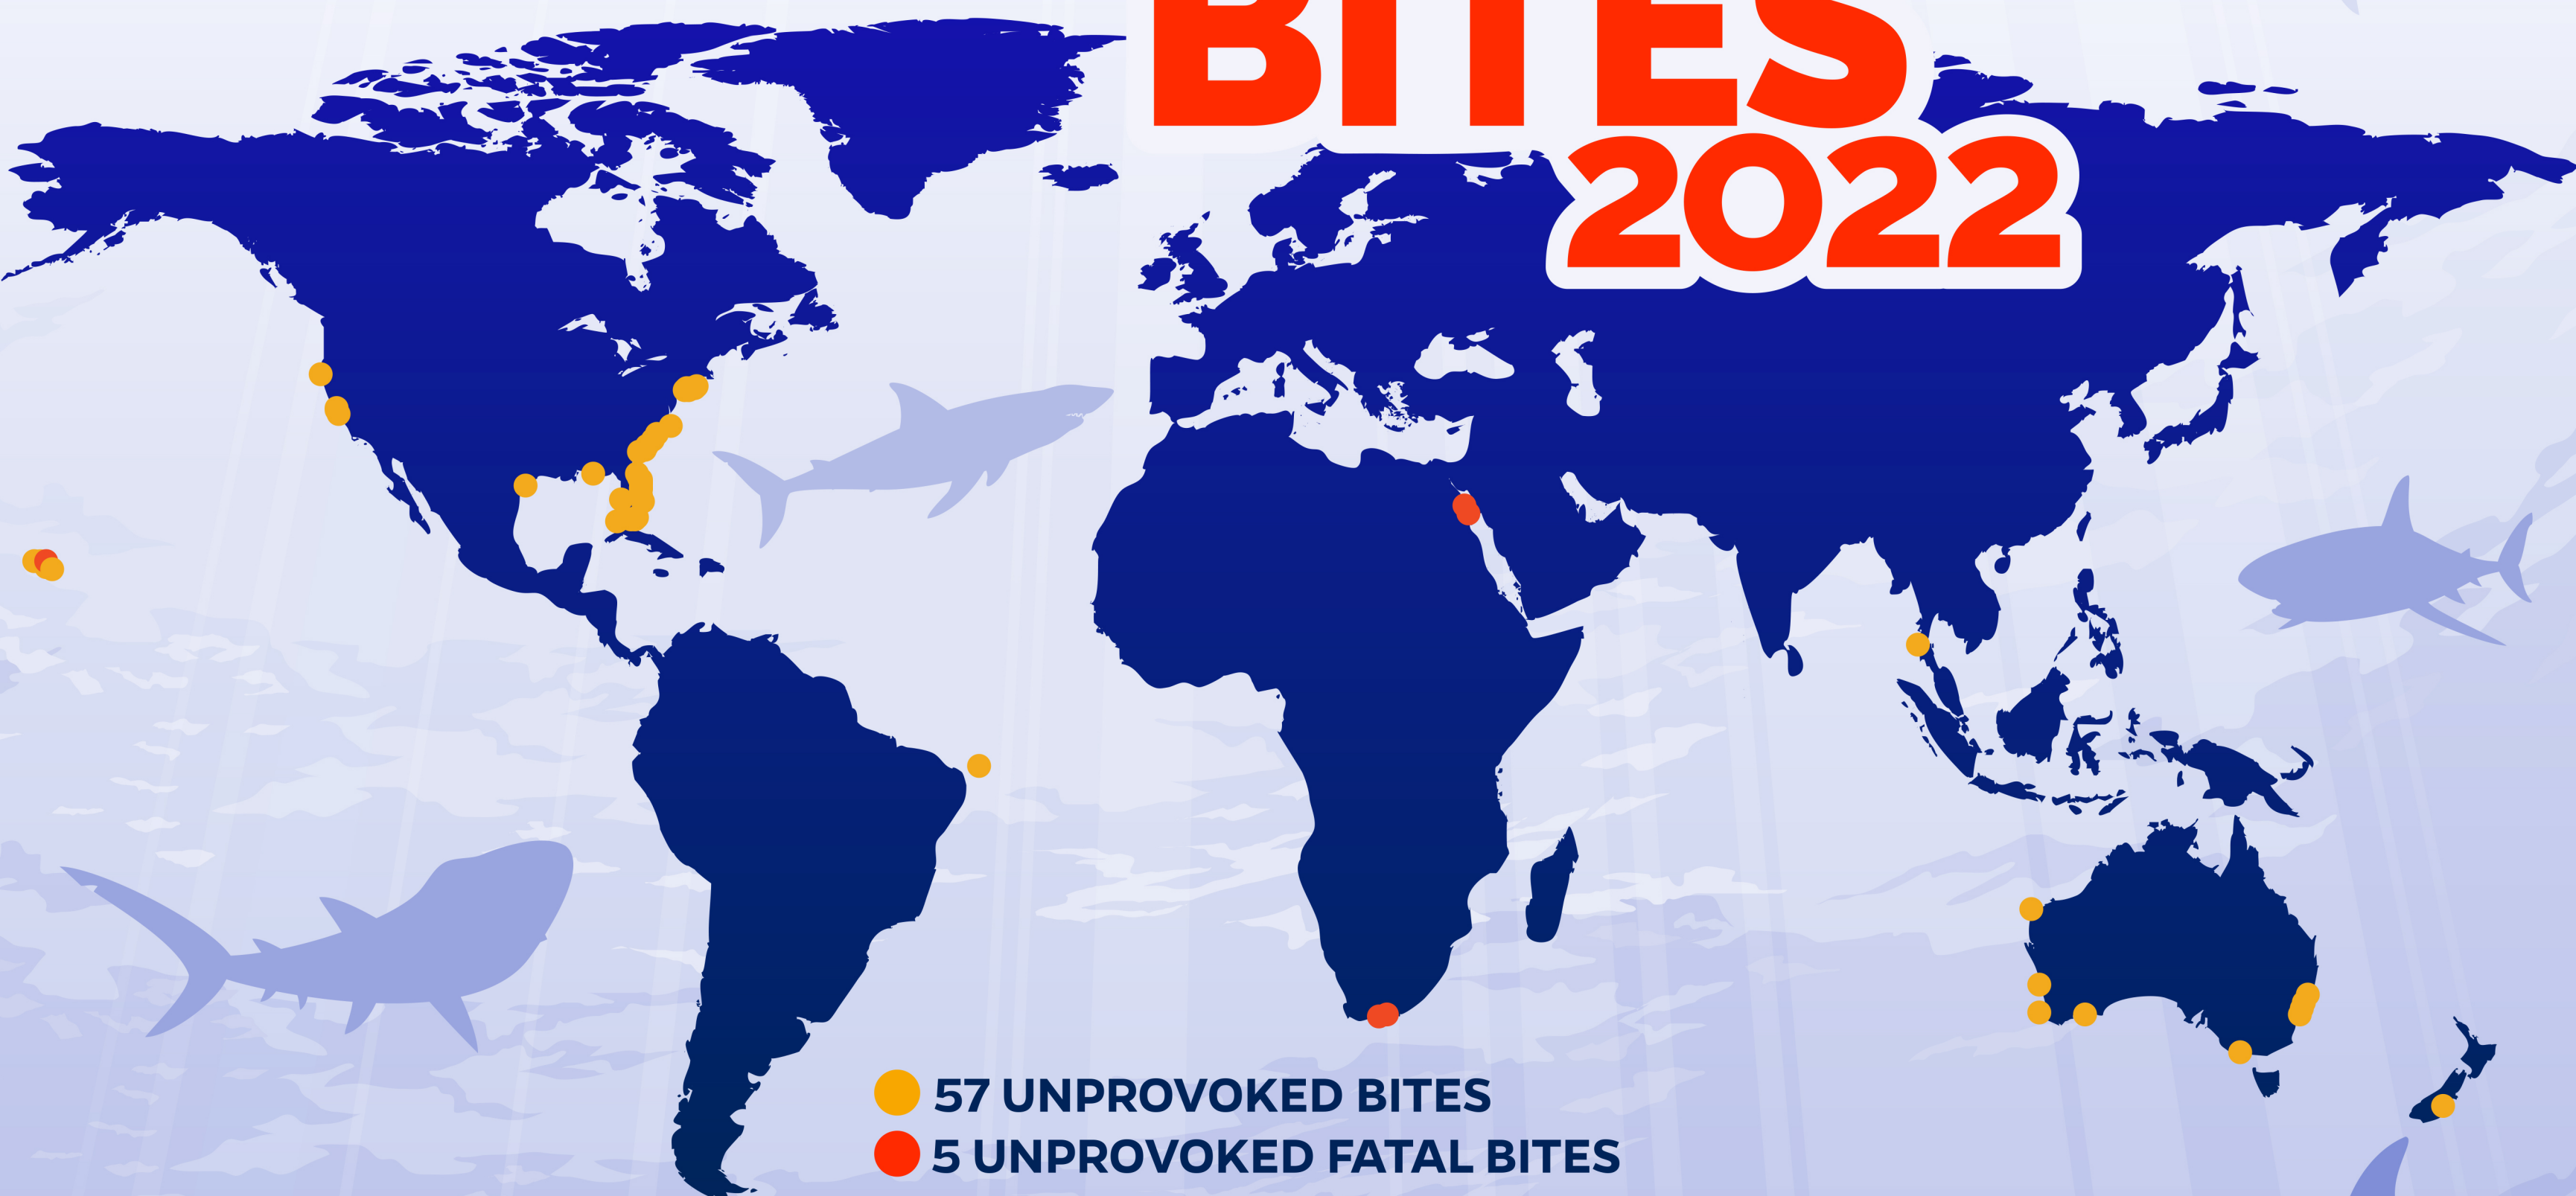 BITES
2022
57 UNPROVOKED BITES
5 UNPROVOKED FATAL BITES